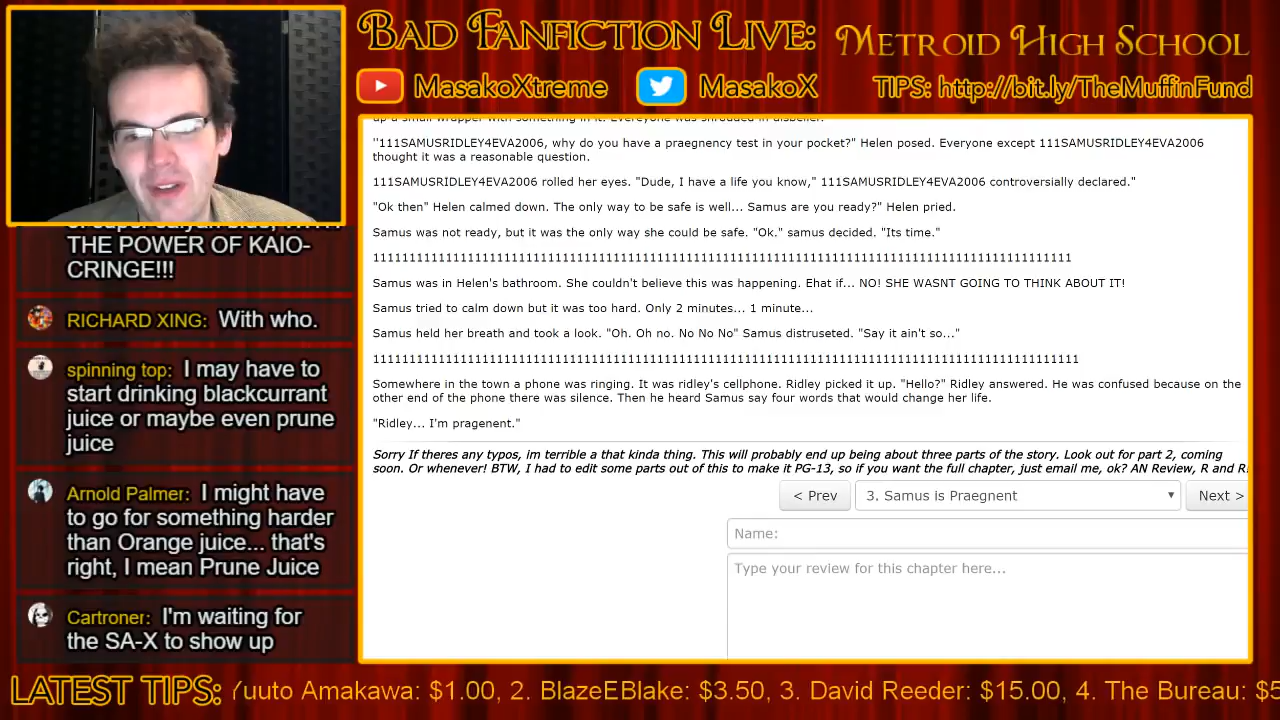 BAD FANFICTION LIVE: METROID HIGH SCHOOL
MasakoXtreme MasakoX TIPS: http://bit.ly/TheMuffinFund
THE POWER OF KAIO-
CRINGE!!!
RICHARD XING: With who.
spinning top: I may have to
start drinking blackcurrant
juice or maybe even prune
juice
Arnold Palmer: I might have
to go for something harder
than Orange juice... that's
right, I mean Prune Juice
Cartroner: I'm waiting for
the SA-X to show up
"111SAMUSRIDLEY4EVA2006, why do you have a praegnency test in your pocket?" Helen posed. Everyone except 111SAMUSRIDLEY4EVA2006
thought it was a reasonable question.
111SAMUSRIDLEY4EVA2006 rolled her eyes. "Dude, I have a life you know," 111SAMUSRIDLEY4EVA2006 controversially declared."
"Ok then" Helen calmed down. The only way to be safe is well... Samus are you ready?" Helen pried.
Samus was not ready, but it was the only way she could be safe. "Ok." samus decided. "Its time."
Samus was in Helen's bathroom. She couldn't believe this was happening. Ehat if... NO! SHE WASNT GOING TO THINK ABOUT IT!
Samus tried to calm down but it was too hard. Only 2 minutes... 1 minute...
Samus held her breath and took a look. "Oh. Oh no. No No No" Samus distruseted. "Say it ain't so..."
Somewhere in the town a phone was ringing. It was ridley's cellphone. Ridley picked it up. "Hello?" Ridley answered. He was confused because on the
other end of the phone there was silence. Then he heard Samus say four words that would change her life.
"Ridley... I'm pragenent."
Sorry If theres any typos, im terrible a that kinda thing. This will probably end up being about three parts of the story. Look out for part 2, coming
soon. Or whenever! BTW, I had to edit some parts out of this to make it PG-13, so if you want the full chapter, just email me, ok? AN Review, R and R!
< Prev 3. Samus is Praegnent Next >
Name:
Type your review for this chapter here...
LATEST TIPS: Yuuto Amakawa: $1.00, 2. BlazeEBlake: $3.50, 3. David Reeder: $15.00, 4. The Bureau: $5